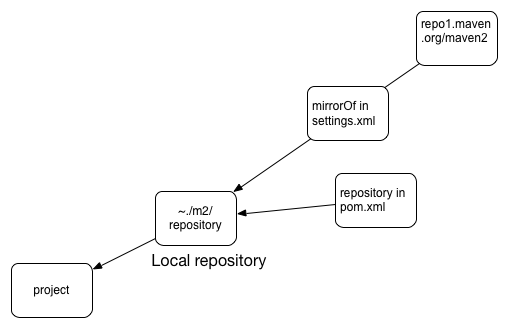 repo1.maven
.org/maven2
mirrorOf in
settings.xml
repository in
pom.xml
~./m2/
repository
Local repository
project